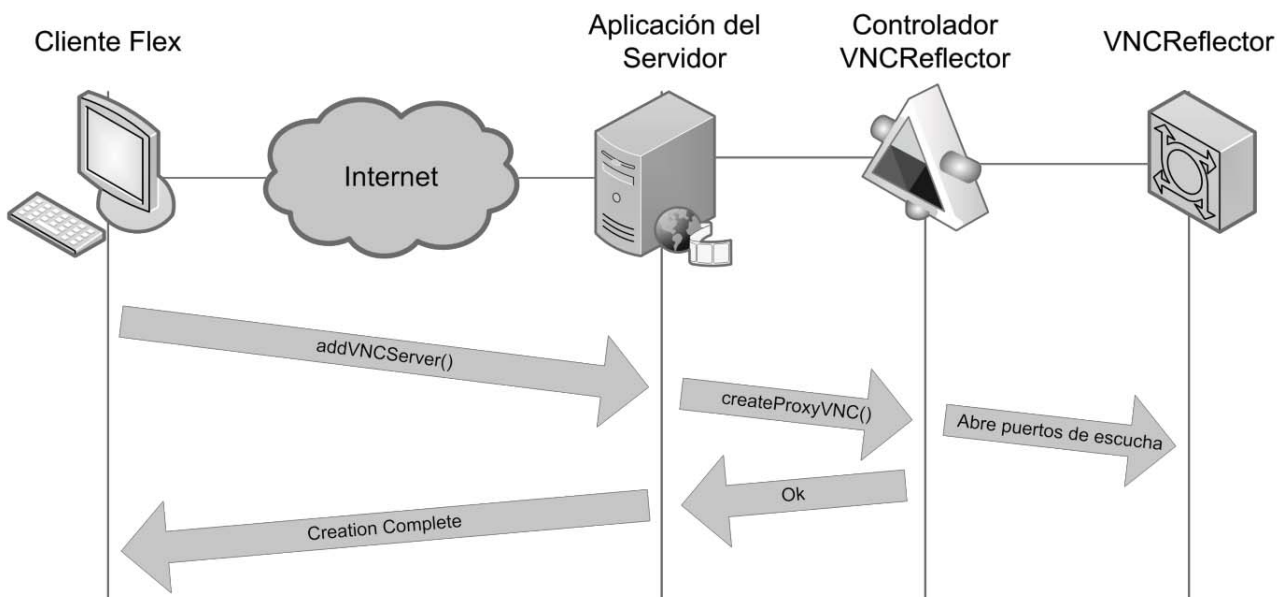 Cliente Flex
Aplicación del
Servidor
Controlador
VNCReflector
VNCReflector
Internet
addVNCServer()
createProxyVNC()
Abre puertos de escucha
Ok
Creation Complete